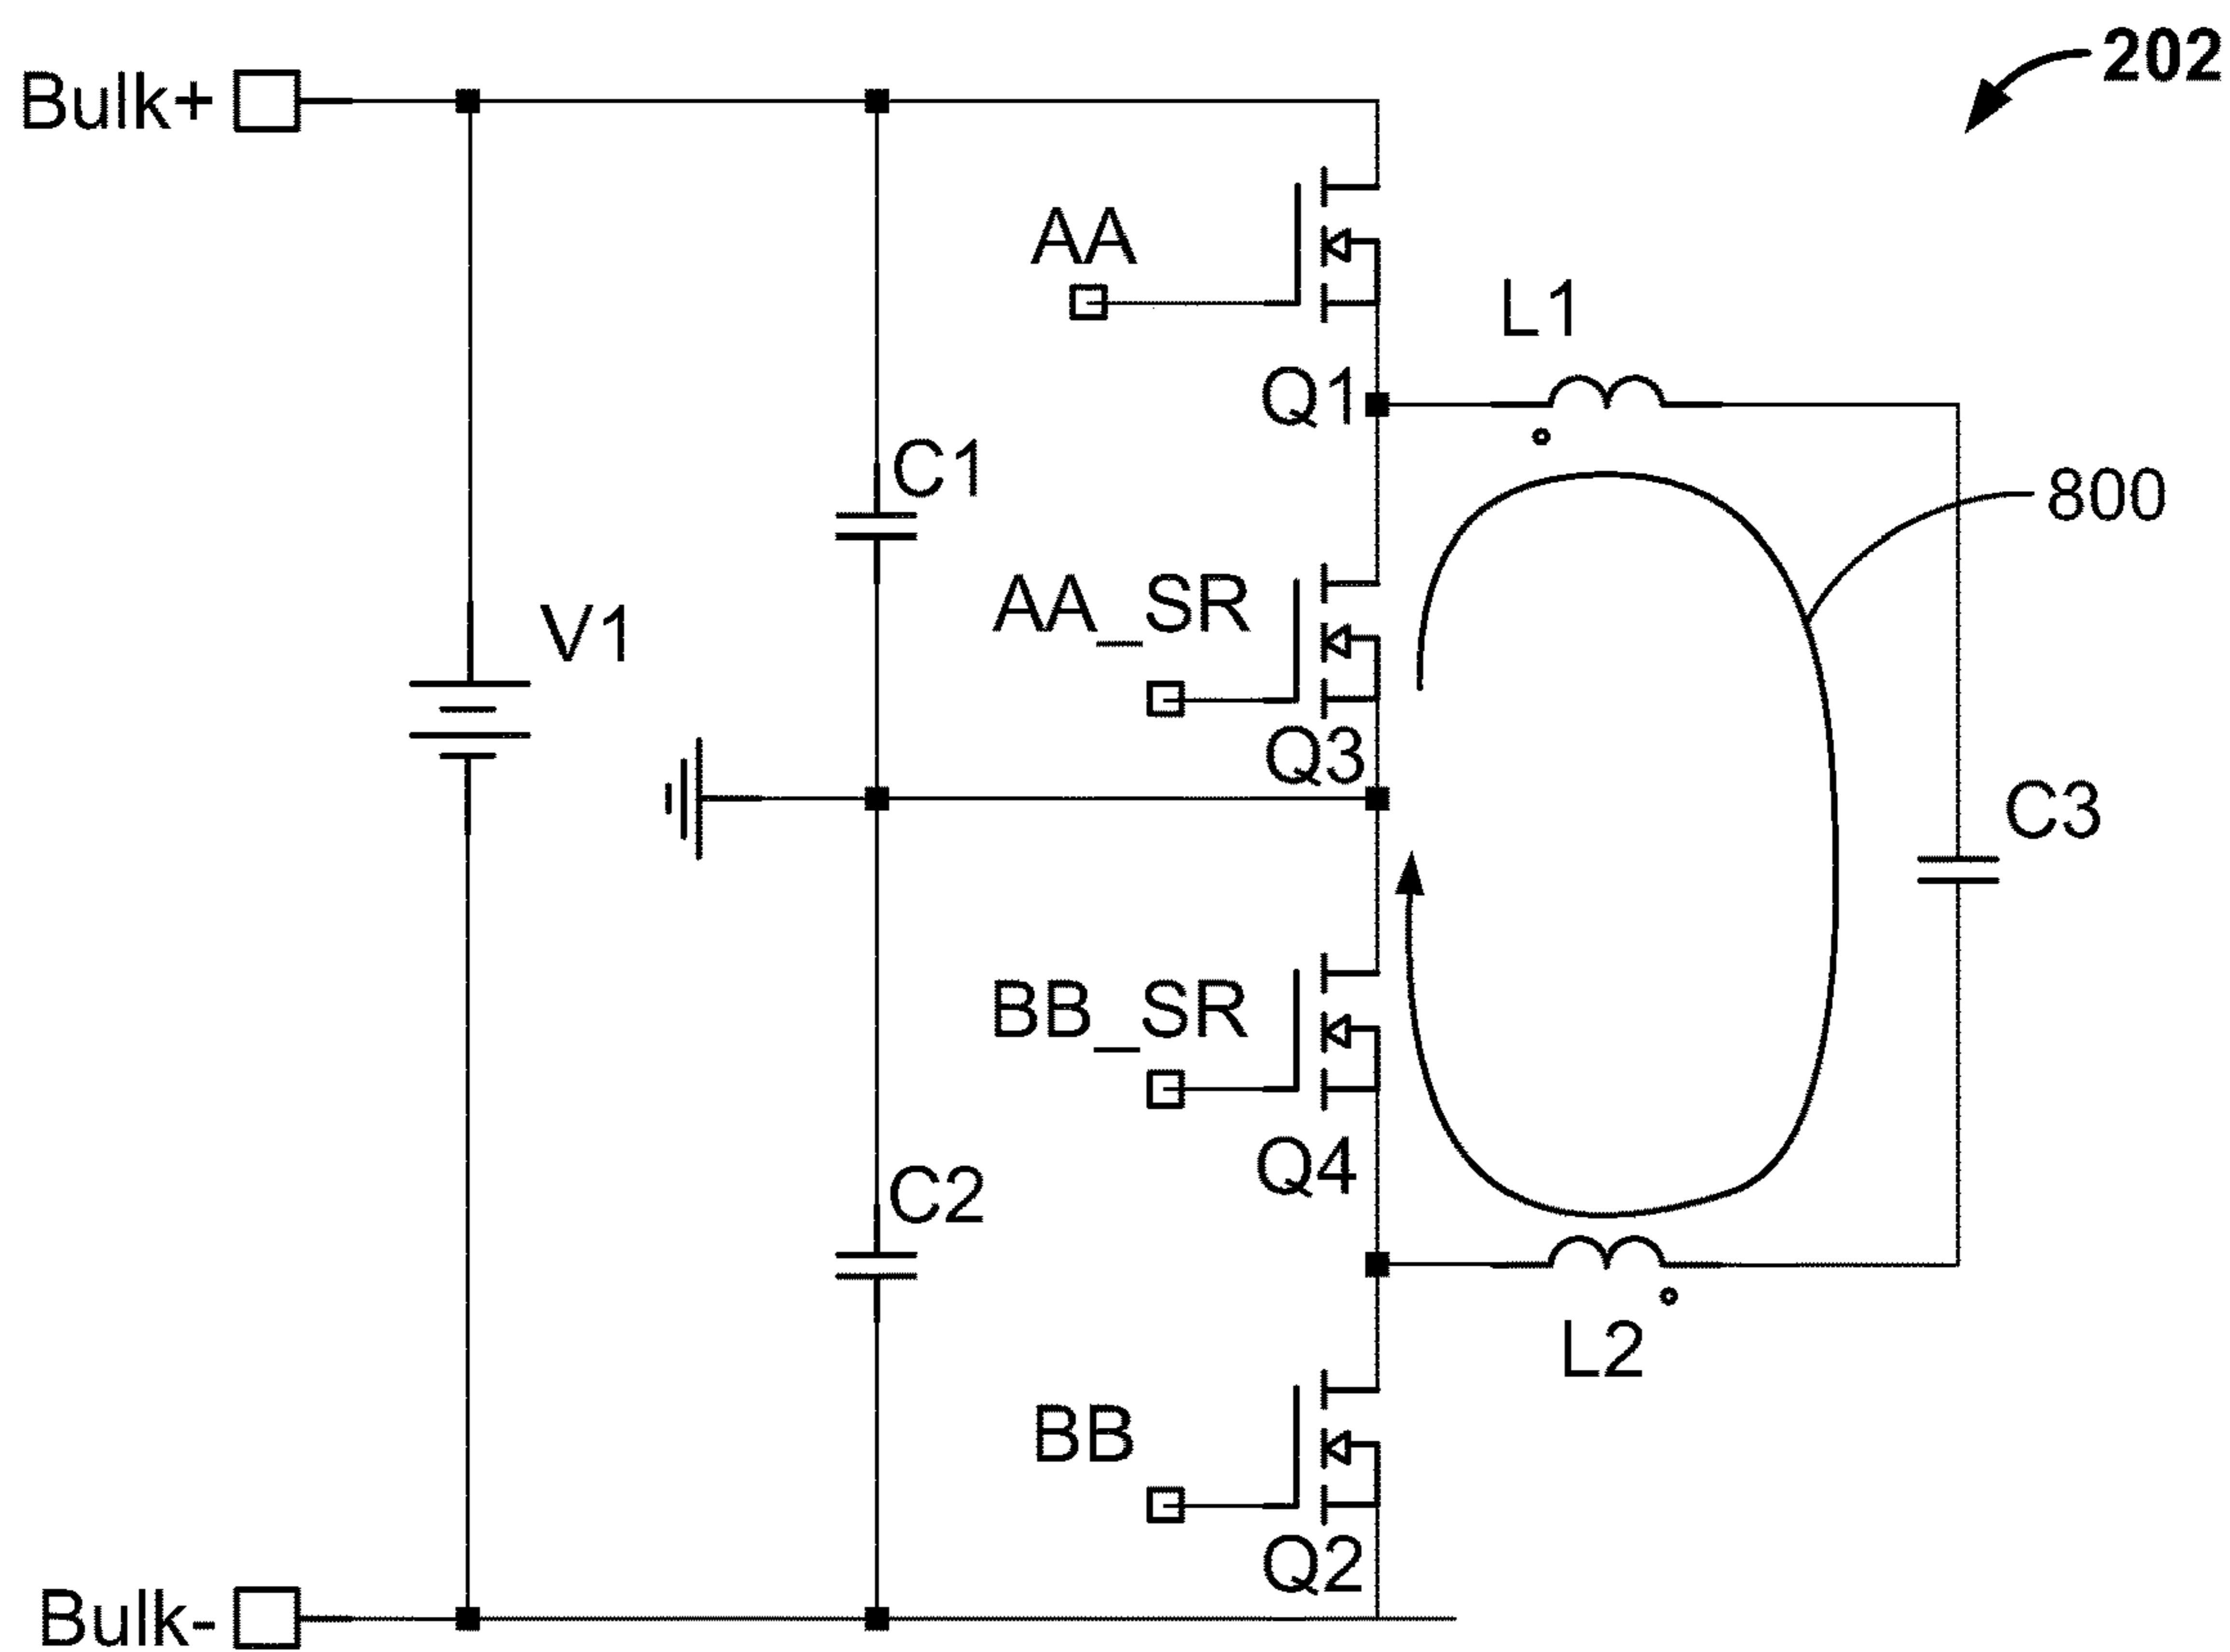 202
Bulk+
AA
L1
Q1
C1
800
AA_SR
V1
Q3
C3
BB_SR
Q4
C2
L2
BB
Q2
Bulk-